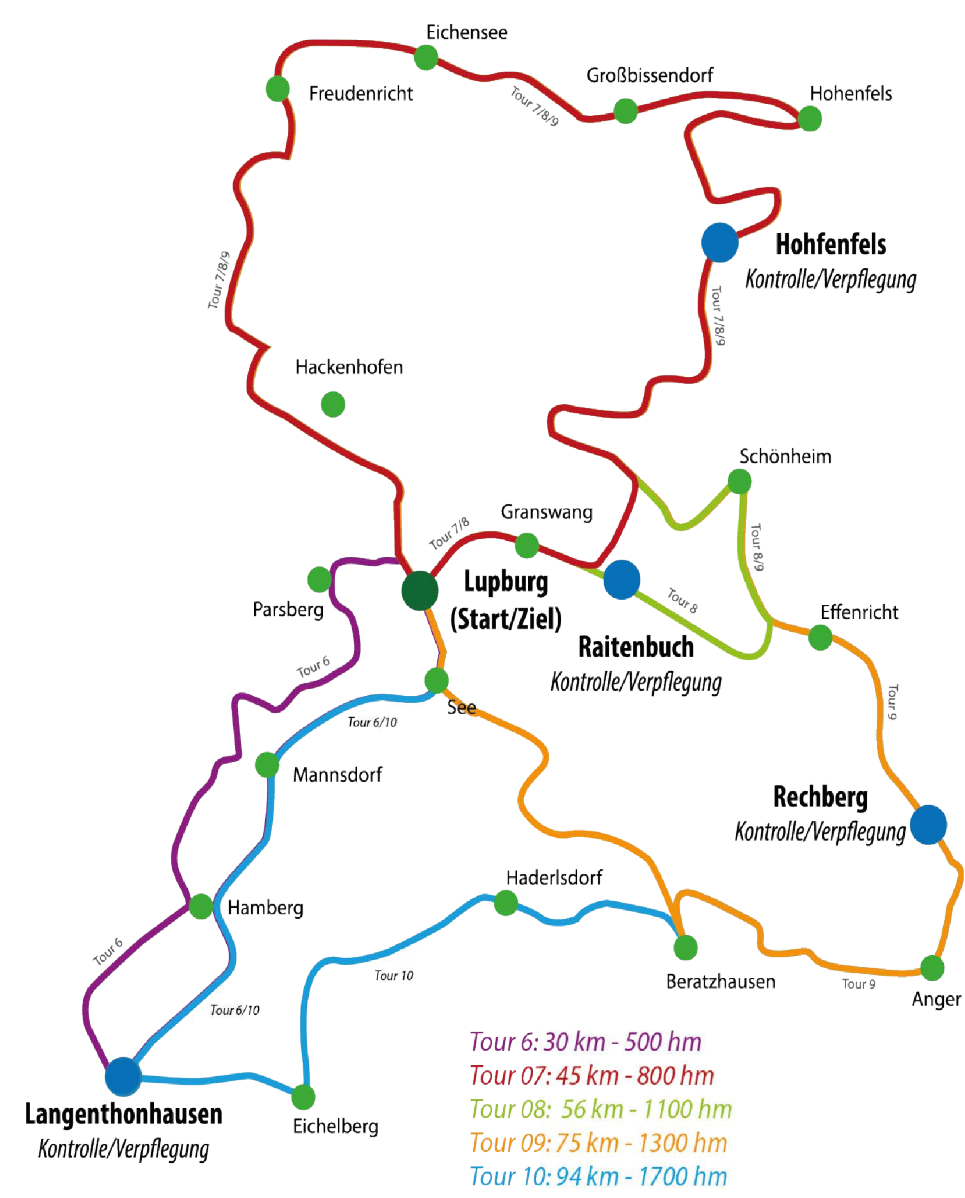 Eichensee
Großbissendorf
Freudenricht
Hohenfels
Tour 7/8/9
Hohfenfels
Kontrolle/Verpflegung
Tour 7/8/9
Tour 7/8/9
Hackenhofen
Schönheim
Granswang
Tour 7/8
Tour 8/9
Lupburg
(Start/Ziel)
Parsberg
Tour 8
Effenricht
Raitenbuch
Kontrolle/Verpflegung
Tour 6
See
Tour 9
Tour 6/10
Mannsdorf
Rechberg
Kontrolle/Verpflegung
Haderlsdorf
Hamberg
Tour 6
Tour 10
Beratzhausen
Tour 9
Anger
Tour 6/10
Langenthonhausen
Kontrolle/Verpflegung
Eichelberg
Tour 6: 30 km - 500 hm
Tour 07: 45 km - 800 hm
Tour 08: 56 km - 1100 hm
Tour 09: 75 km - 1300 hm
Tour 10: 94 km - 1700 hm